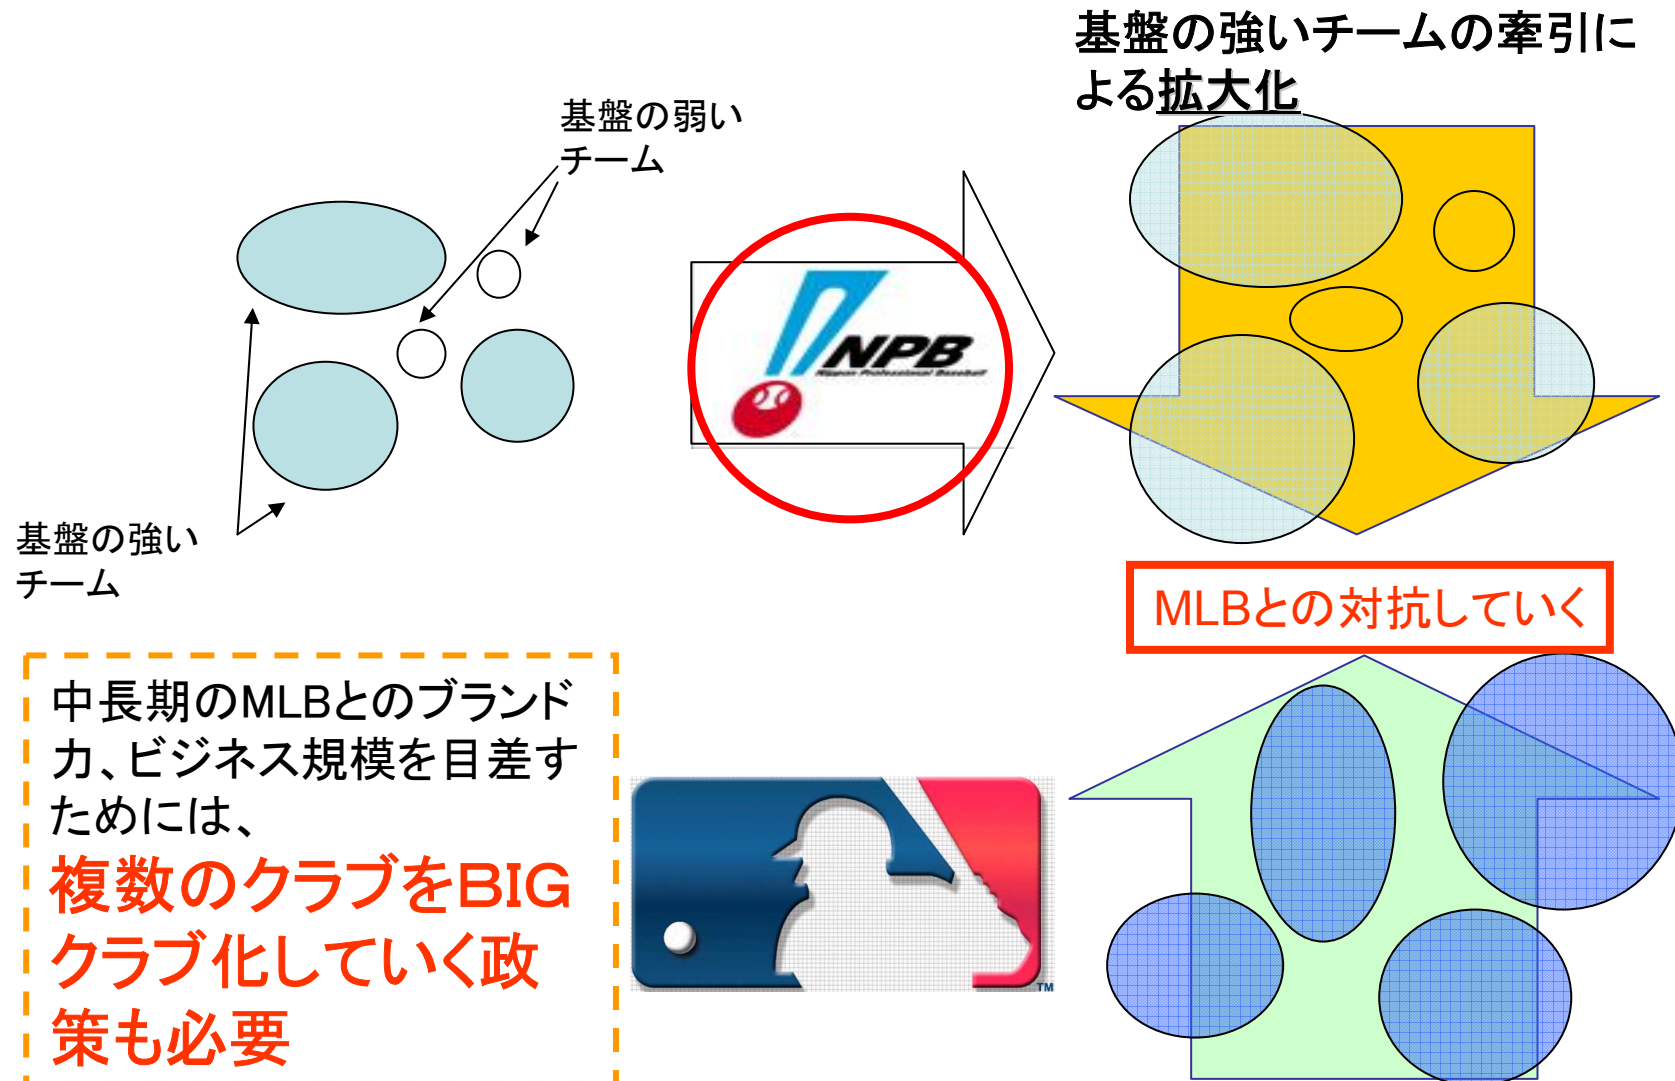 基盤の強いチームの牽引に
よる拡大化
基盤の弱い
チーム
NPB
Nippon Professional Baseball
基盤の強い
チーム
MLBとの対抗していく
中長期のMLBとのブランド
力、ビジネス規模を目差す
ためには、
複数のクラブをBIG
クラブ化していく政
策も必要
TM